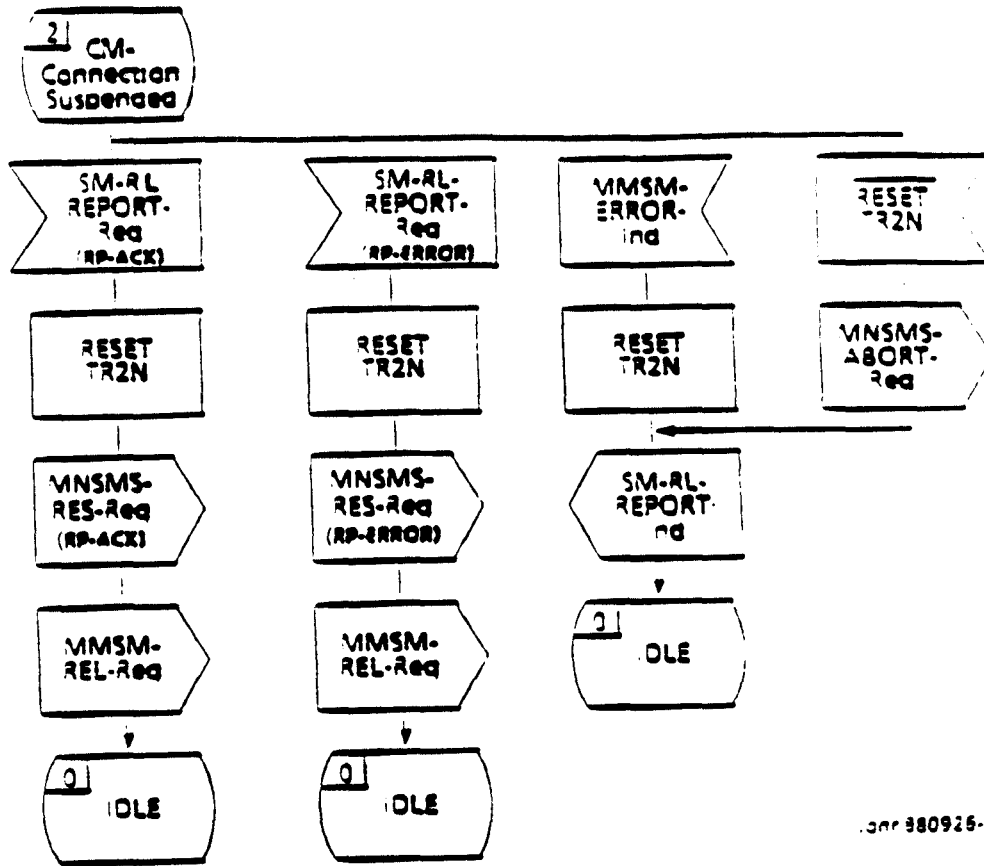 2
CM-
Connection
Suspended
SM-RL
REPORT-
Req
(RP-ACK)
SM-RL-
REPORT-
Req
(RP-ERROR)
MMSM-
ERROR-
Ind
RESET
TR2N
RESET
TR2N
RESET
TR2N
RESET
TR2N
MNSMS-
ABORT-
Req
MNSMS-
RES-Req
(RP-ACK)
MNSMS-
RES-Req
(RP-ERROR)
SM-RL-
REPORT-
Ind
MMSM-
REL-Req
MMSM-
REL-Req
0
IDLE
0
IDLE
0
IDLE
880926-